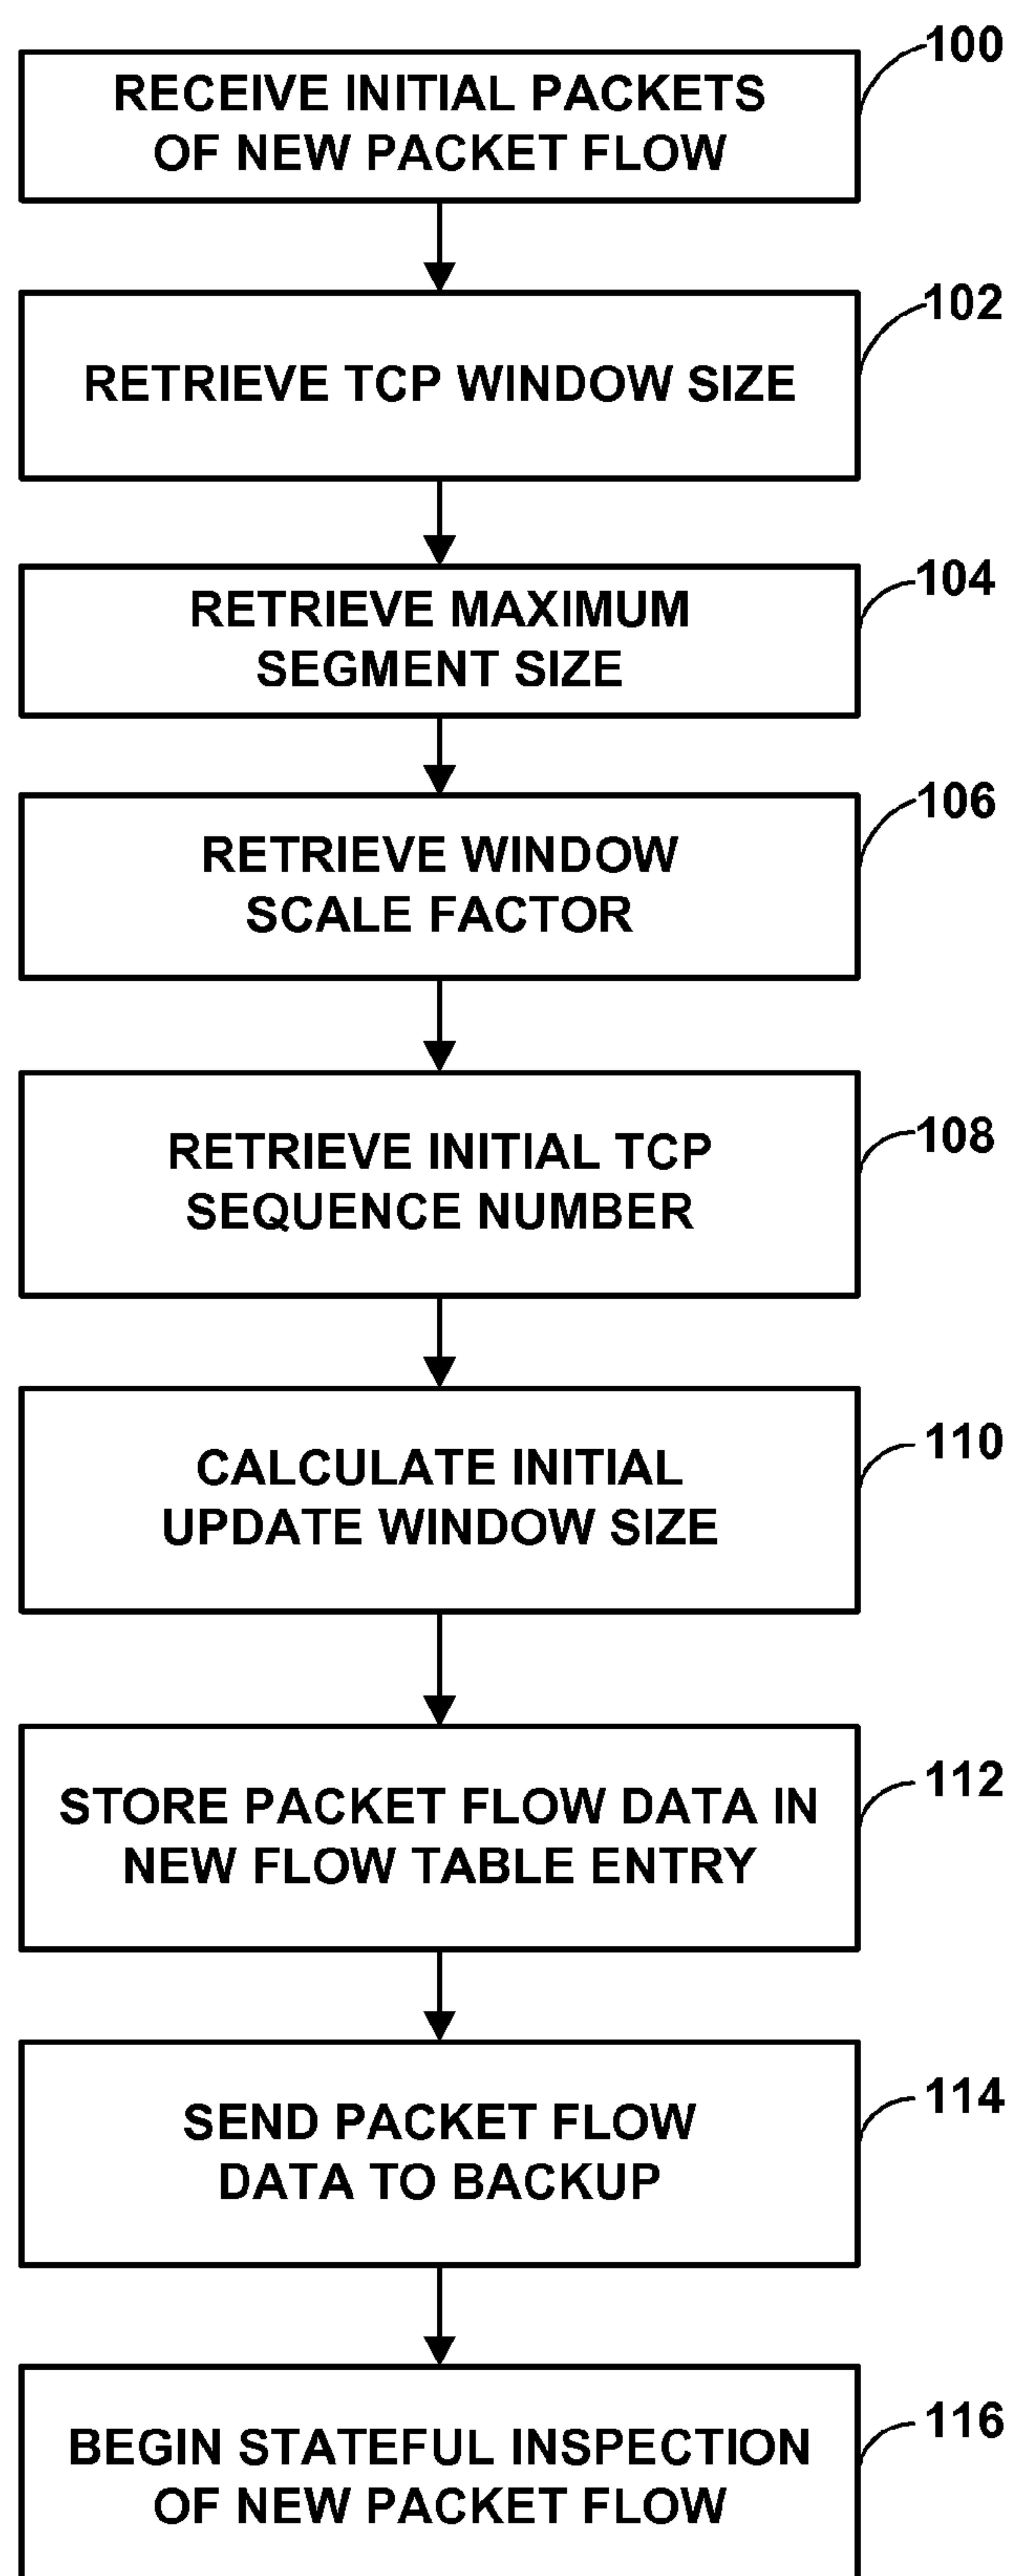 100
RECEIVE INITIAL PACKETS
OF NEW PACKET FLOW
102
RETRIEVE TCP WINDOW SIZE
104
RETRIEVE MAXIMUM
SEGMENT SIZE
106
RETRIEVE WINDOW
SCALE FACTOR
108
RETRIEVE INITIAL TCP
SEQUENCE NUMBER
110
CALCULATE INITIAL
UPDATE WINDOW SIZE
112
STORE PACKET FLOW DATA IN
NEW FLOW TABLE ENTRY
114
SEND PACKET FLOW
DATA TO BACKUP
116
BEGIN STATEFUL INSPECTION
OF NEW PACKET FLOW